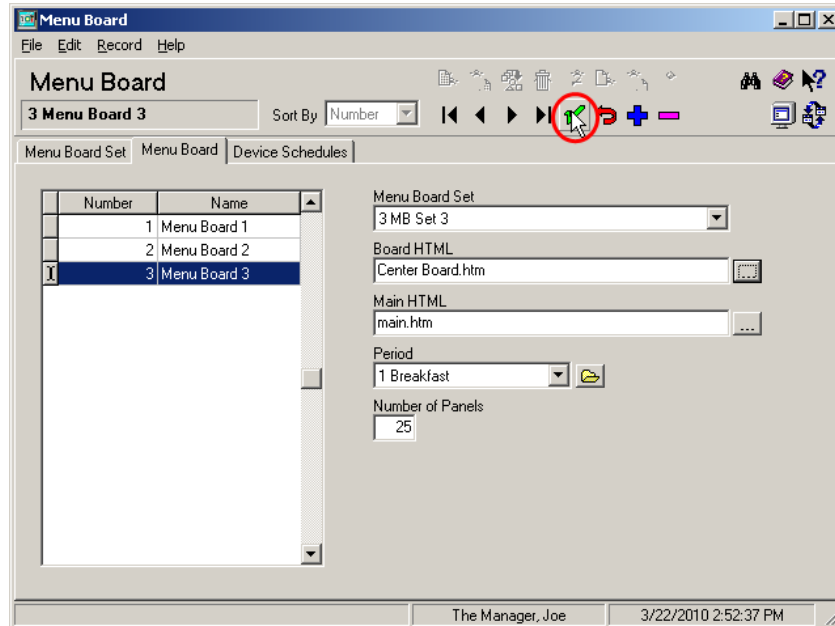 Menu Board
File Edit Record Help
Menu Board
3 Menu Board 3 Sort By Number
Menu Board Set Menu Board Device Schedules
Number Name
1 Menu Board 1
2 Menu Board 2
3 Menu Board 3
Menu Board Set
3 MB Set 3
Board HTML
Center Board.htm
...
Main HTML
main.htm
...
Period
1 Breakfast
Number of Panels
25
The Manager, Joe 3/22/2010 2:52:37 PM